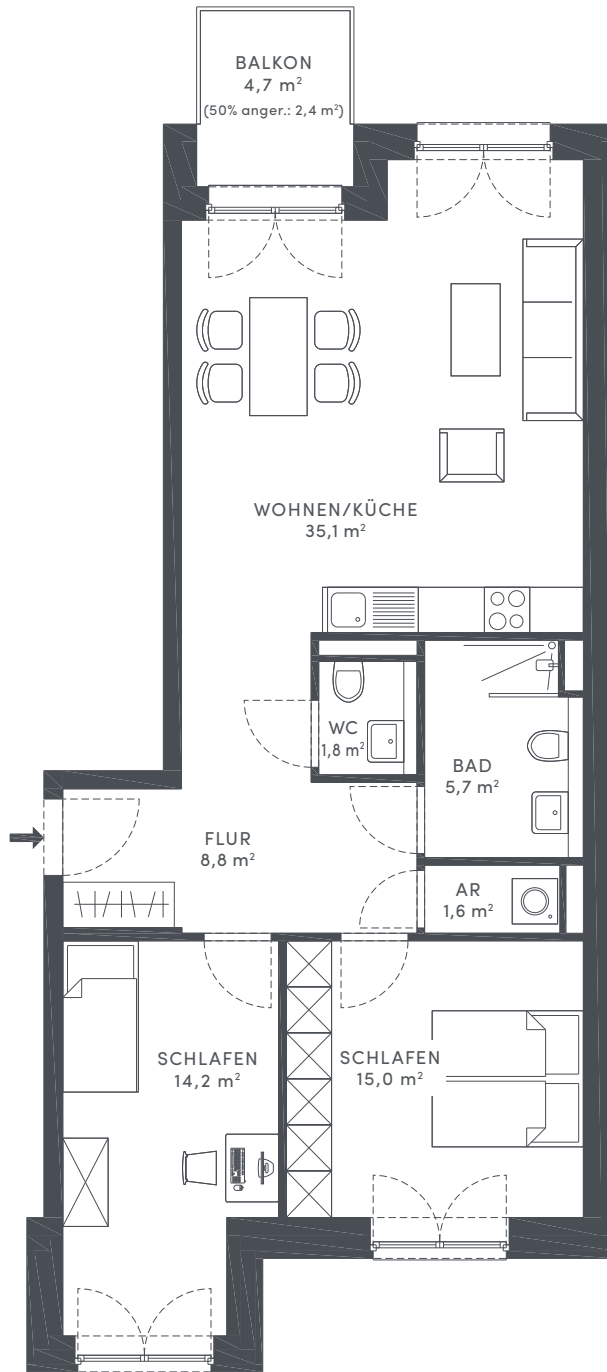 BALKON
4,7 m²
(50% anger.: 2,4 m²)
WOHNEN/KÜCHE
35,1 m²
WC
1,8 m²
BAD
5,7 m²
FLUR
8,8 m²
AR
1,6 m²
SCHLAFEN
14,2 m²
SCHLAFEN
15,0 m²